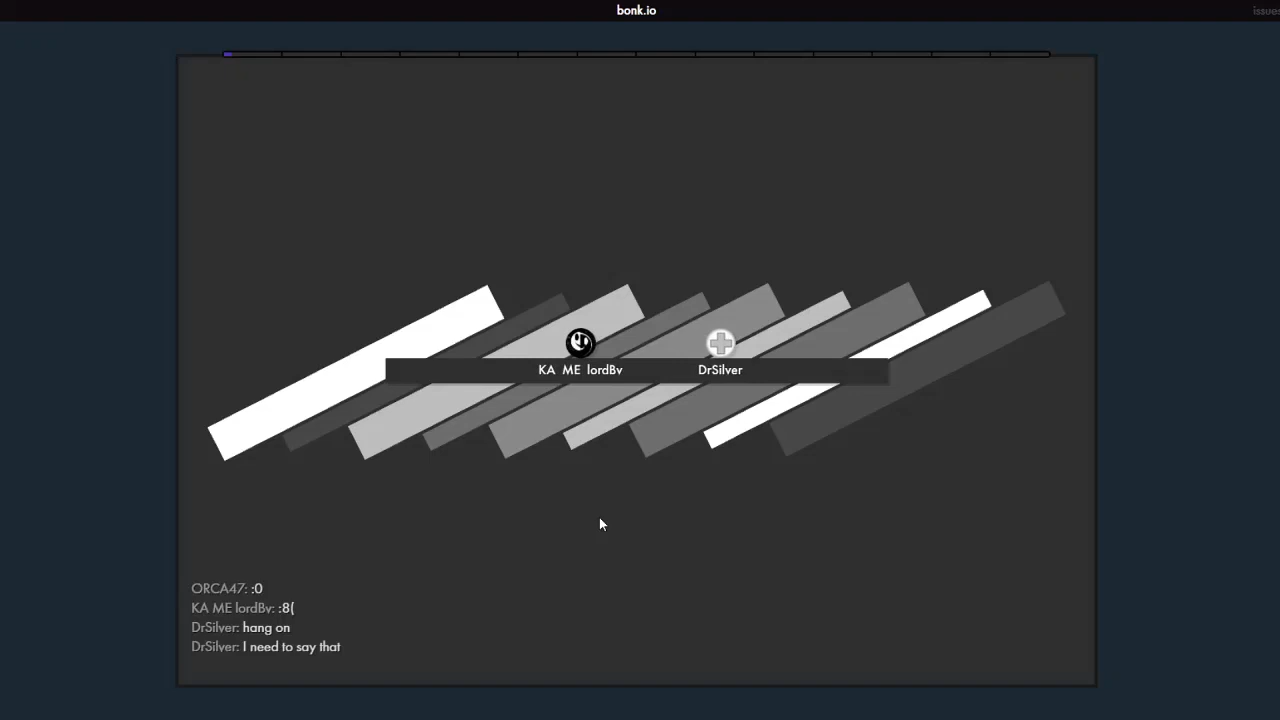 bonk.io
issues
KA ME lordBv
DrSilver
ORCA47: :0
KA ME lordBv: :8(
DrSilver: hang on
DrSilver: I need to say that